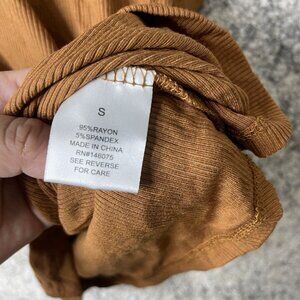 S
95%RAYON
5%SPANDEX
MADE IN CHINA
RN#146075
SEE REVERSE
FOR CARE